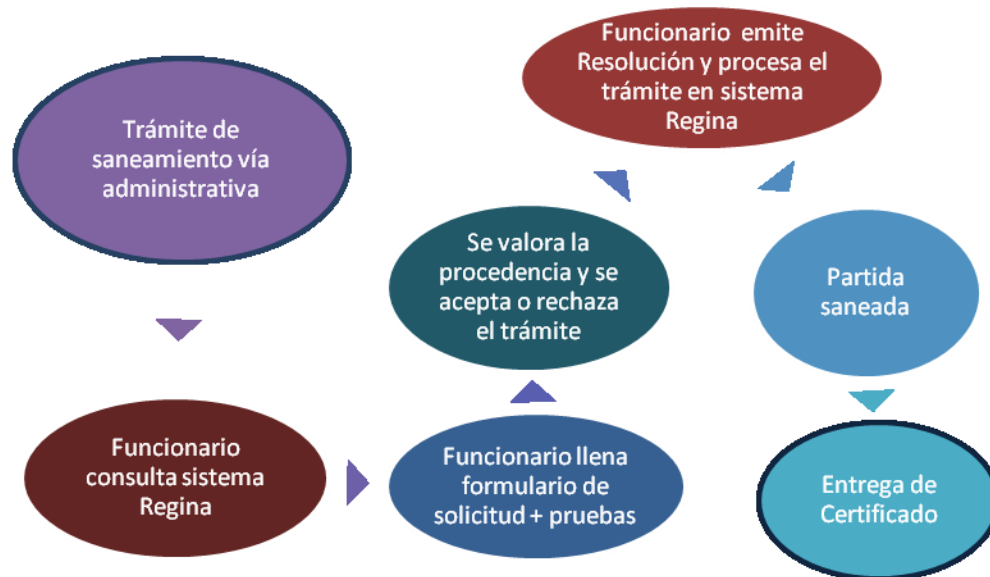 Trámite de
saneamiento vía
administrativa
Funcionario
consulta sistema
Regina
Funcionario llena
formulario de
solicitud + pruebas
Se valora la
procedencia y se
acepta o rechaza
el trámite
Funcionario emite
Resolución y procesa el
trámite en sistema
Regina
Partida
saneada
Entrega de
Certificado